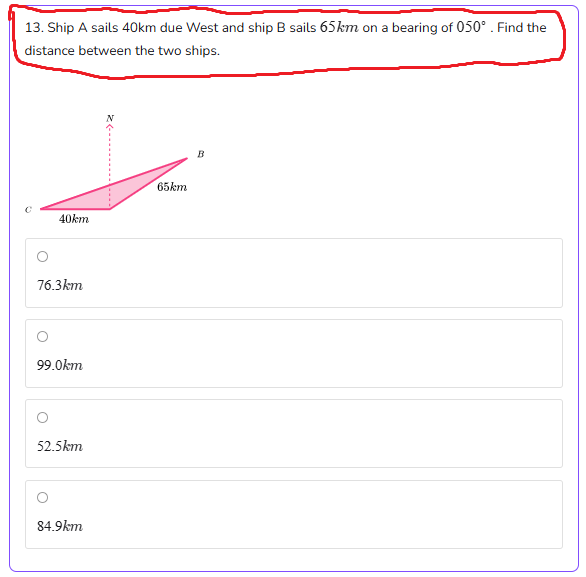 13. Ship A sails 40km due West and ship B sails 65km on a bearing of 050° . Find the
distance between the two ships.
N
B
65km
C
40km
76.3km
99.0km
52.5km
84.9km